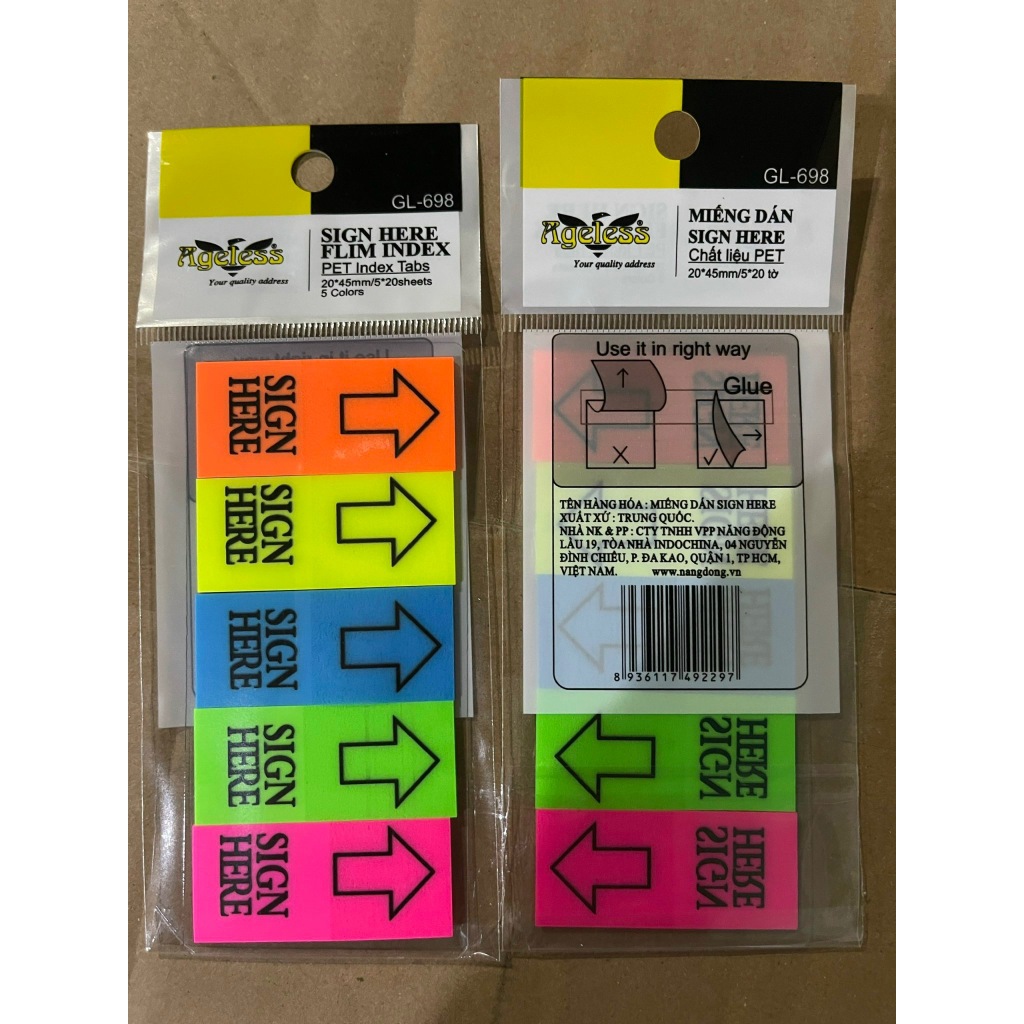 GL-698
Ageless®
Your quality address
SIGN HERE
FLIM INDEX
PET Index Tabs
20*45mm/5*20sheets
5 Colors
SIGN
HERE
SIGN
HERE
SIGN
HERE
SIGN
HERE
SIGN
HERE
GL-698
Ageless®
Your quality address
MIẾNG DÁN
SIGN HERE
Chất liệu PET
20*45mm/5*20 tờ
Use it in right way
Glue
TÊN HÀNG HÓA : MIẾNG DÁN SIGN HERE
XUẤT XỨ : TRUNG QUỐC.
NHÀ NK & PP : CTY TNHH VPP NĂNG ĐỘNG
LẦU 19, TÒA NHÀ INDOCHINA, 04 NGUYỄN
ĐÌNH CHIỂU, P. ĐA KAO, QUẬN 1, TP HCM,
VIỆT NAM. www.nangdong.vn
8 936117 492297
SIGN
HERE
SIGN
HERE
SIGN
HERE
SIGN
HERE